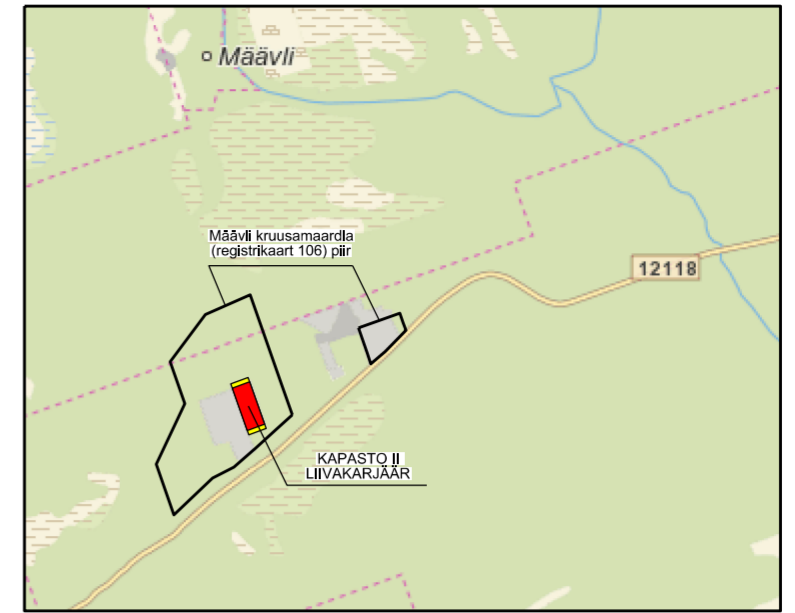 Määvli
Määvli kruusamaardla
(registrikaart 106) piir
12118
KAPASTO II
LIIVAKARJÄÄR